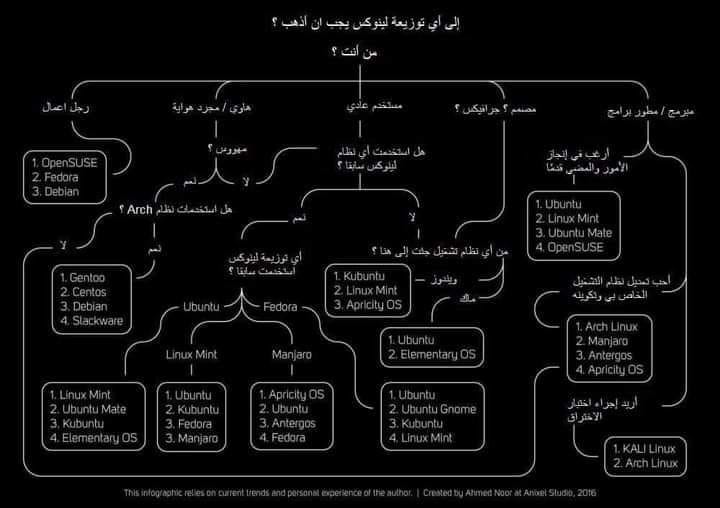 إلى أي توزيعة لينوكس يجب ان أذهب ؟
من أنت ؟
مبرمج / مطور برامج
مصمم ؟ جرافيكس ؟
مستخدم عادي
هاوي / مجرد هواية
رجل اعمال
1. OpenSUSE
2. Fedora
3. Debian
مهووس ؟
نعم
لا
هل استخدمات نظام Arch ؟
لا
نعم
1. Gentoo
2. Centos
3. Debian
4. Slackware
هل استخدمت أي نظام
لينوكس سابقا ؟
نعم
لا
أي توزيعة لينوكس
استخدمت سابقا ؟
Ubuntu
Fedora
Linux Mint
Manjaro
1. Linux Mint
2. Ubuntu Mate
3. Kubuntu
4. Elementary OS
1. Ubuntu
2. Kubuntu
3. Fedora
3. Manjaro
1. Apricity OS
2. Ubuntu
3. Antergos
4. Fedora
1. Ubuntu
2. Ubuntu Gnome
3. Kubuntu
4. Linux Mint
من أي نظام تشغيل جئت إلى هنا ؟
ويندوز
ماك
1. Kubuntu
2. Linux Mint
3. Apricity OS
1. Ubuntu
2. Elementary OS
أرغب في إنجاز
الأمور والمضي قدمًا
1. Ubuntu
2. Linux Mint
3. Ubuntu Mate
4. OpenSUSE
أحب تعديل نظام التشغيل
الخاص بي وتكوينه
1. Arch Linux
2. Manjaro
3. Antergos
4. Apricity OS
أريد إجراء اختبار
الاختراق
1. KALI Linux
2. Arch Linux
This infographic relies on current trends and personal experience of the author. | Created by Ahmed Noor at Anixel Studio, 2016